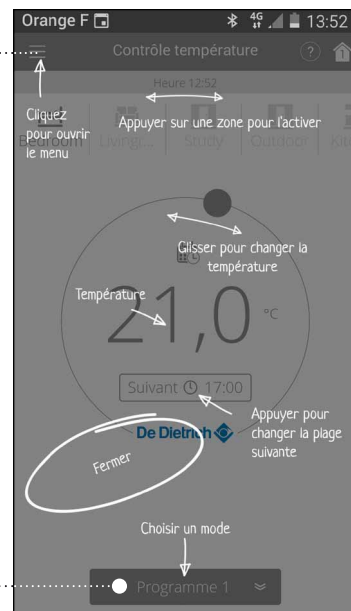 Orange F 4G 13:52
Contrôle température ?
Heure 12:52
Cliquez
pour ouvrir
le menu
Appuyer sur une zone pour l'activer
Bedroom Livingr... Study Outdoor Kit
Glisser pour changer la
température
Température
21,0 °C
Suivant 17:00
Appuyer pour
changer la plage
suivante
De Dietrich
Fermer
Choisir un mode
Programme 1